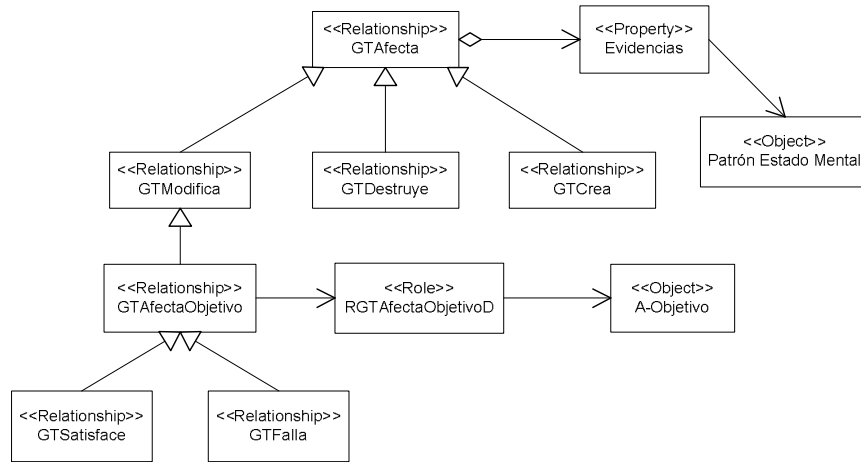 <<Relationship>>
GTAfecta
<<Property>>
Evidencias
<<Object>>
Patrón Estado Mental
<<Relationship>>
GTModifica
<<Relationship>>
GTDestruye
<<Relationship>>
GTCrea
<<Relationship>>
GTAfectaObjetivo
<<Role>>
RGTAfectaObjetivoD
<<Object>>
A-Objetivo
<<Relationship>>
GTSatisface
<<Relationship>>
GTFalla